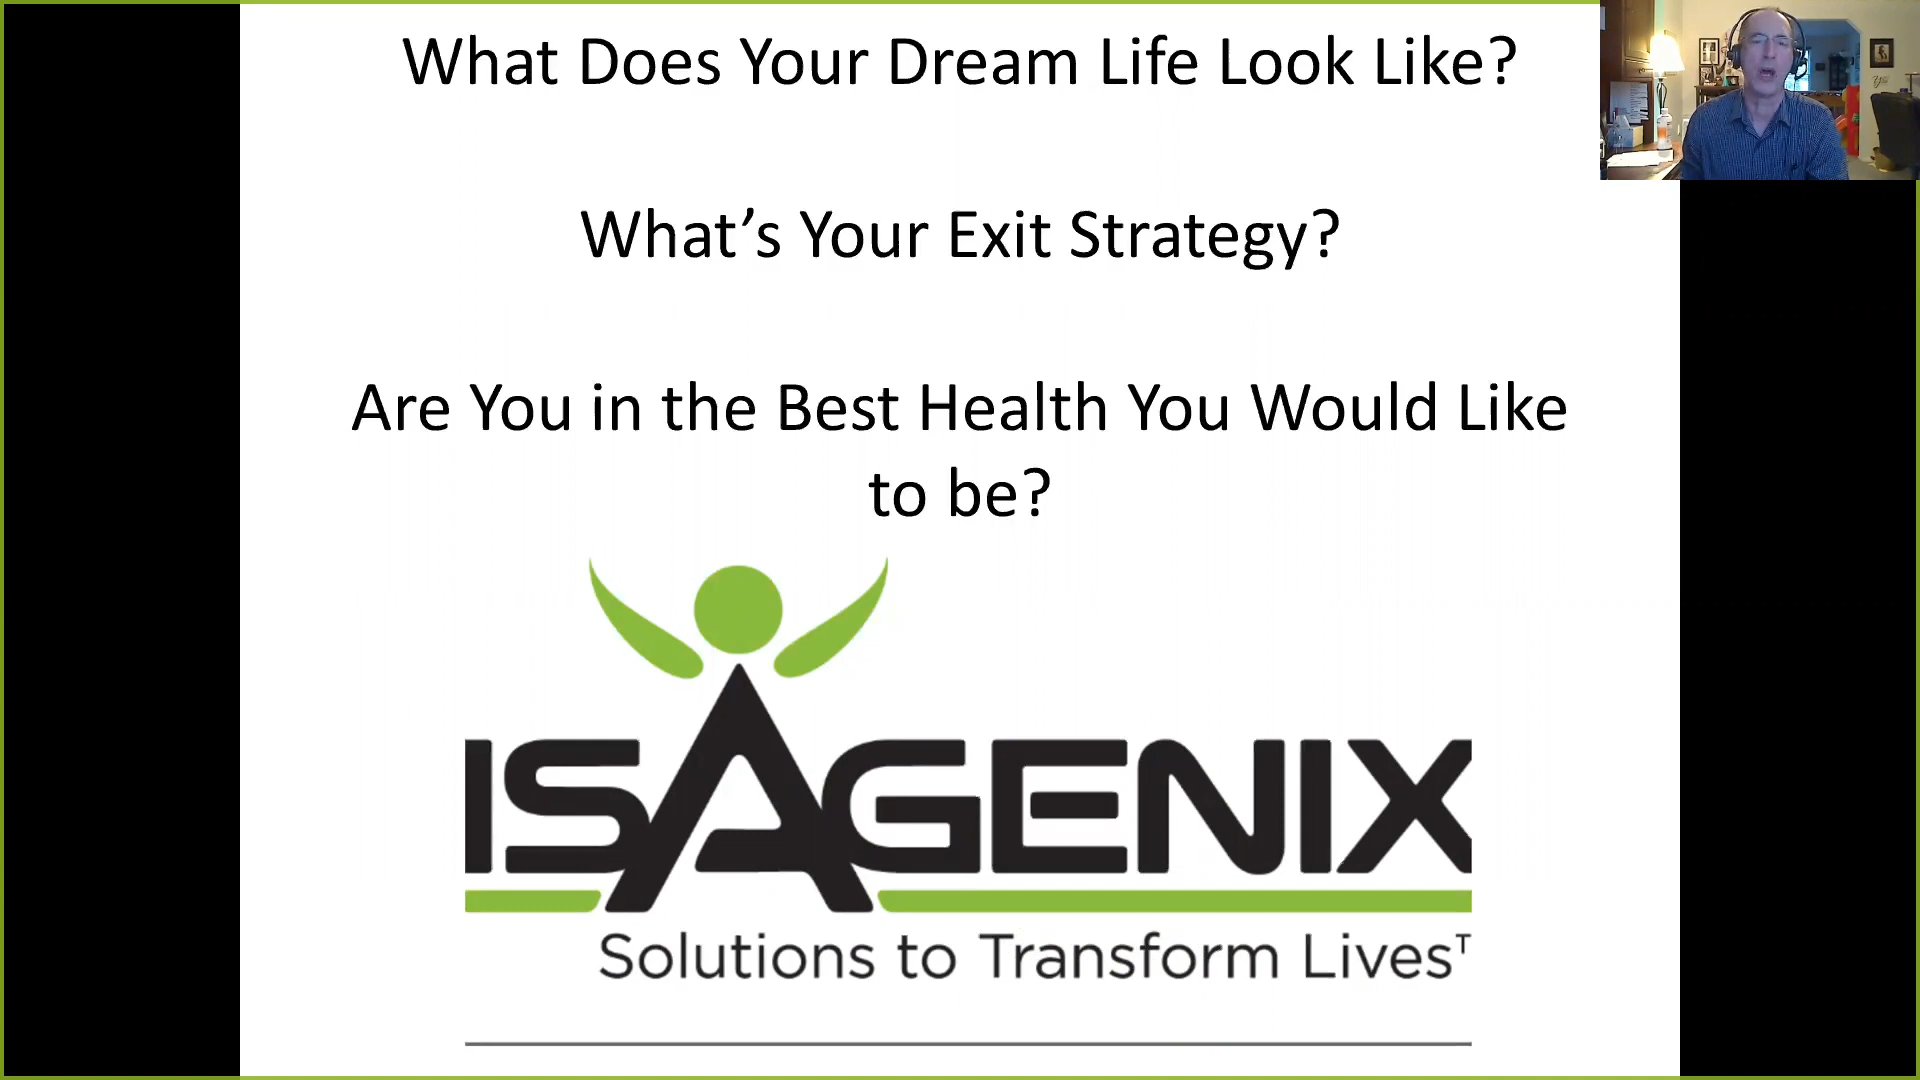 What Does Your Dream Life Look Like?
What’s Your Exit Strategy?
Are You in the Best Health You Would Like
to be?
ISAGENIX
Solutions to Transform Livesᵀ